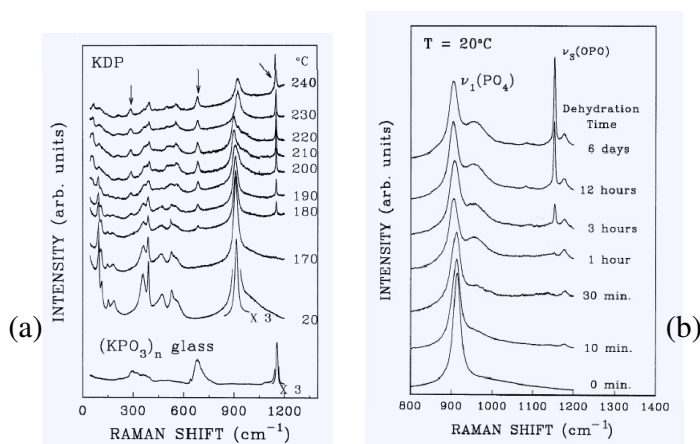 (a)
KDP
°C
240
230
220
210
200
190
180
170
20
X 3
(KPO₃)ₙ glass
X 3
INTENSITY (arb. units)
0 300 600 900 1200
RAMAN SHIFT (cm⁻¹)
(b)
T = 20°C
νS(OPO)
ν₁(PO₄)
Dehydration
Time
6 days
12 hours
3 hours
1 hour
30 min.
10 min.
0 min.
INTENSITY (arb. units)
800 900 1000 1200 1400
RAMAN SHIFT (cm⁻¹)